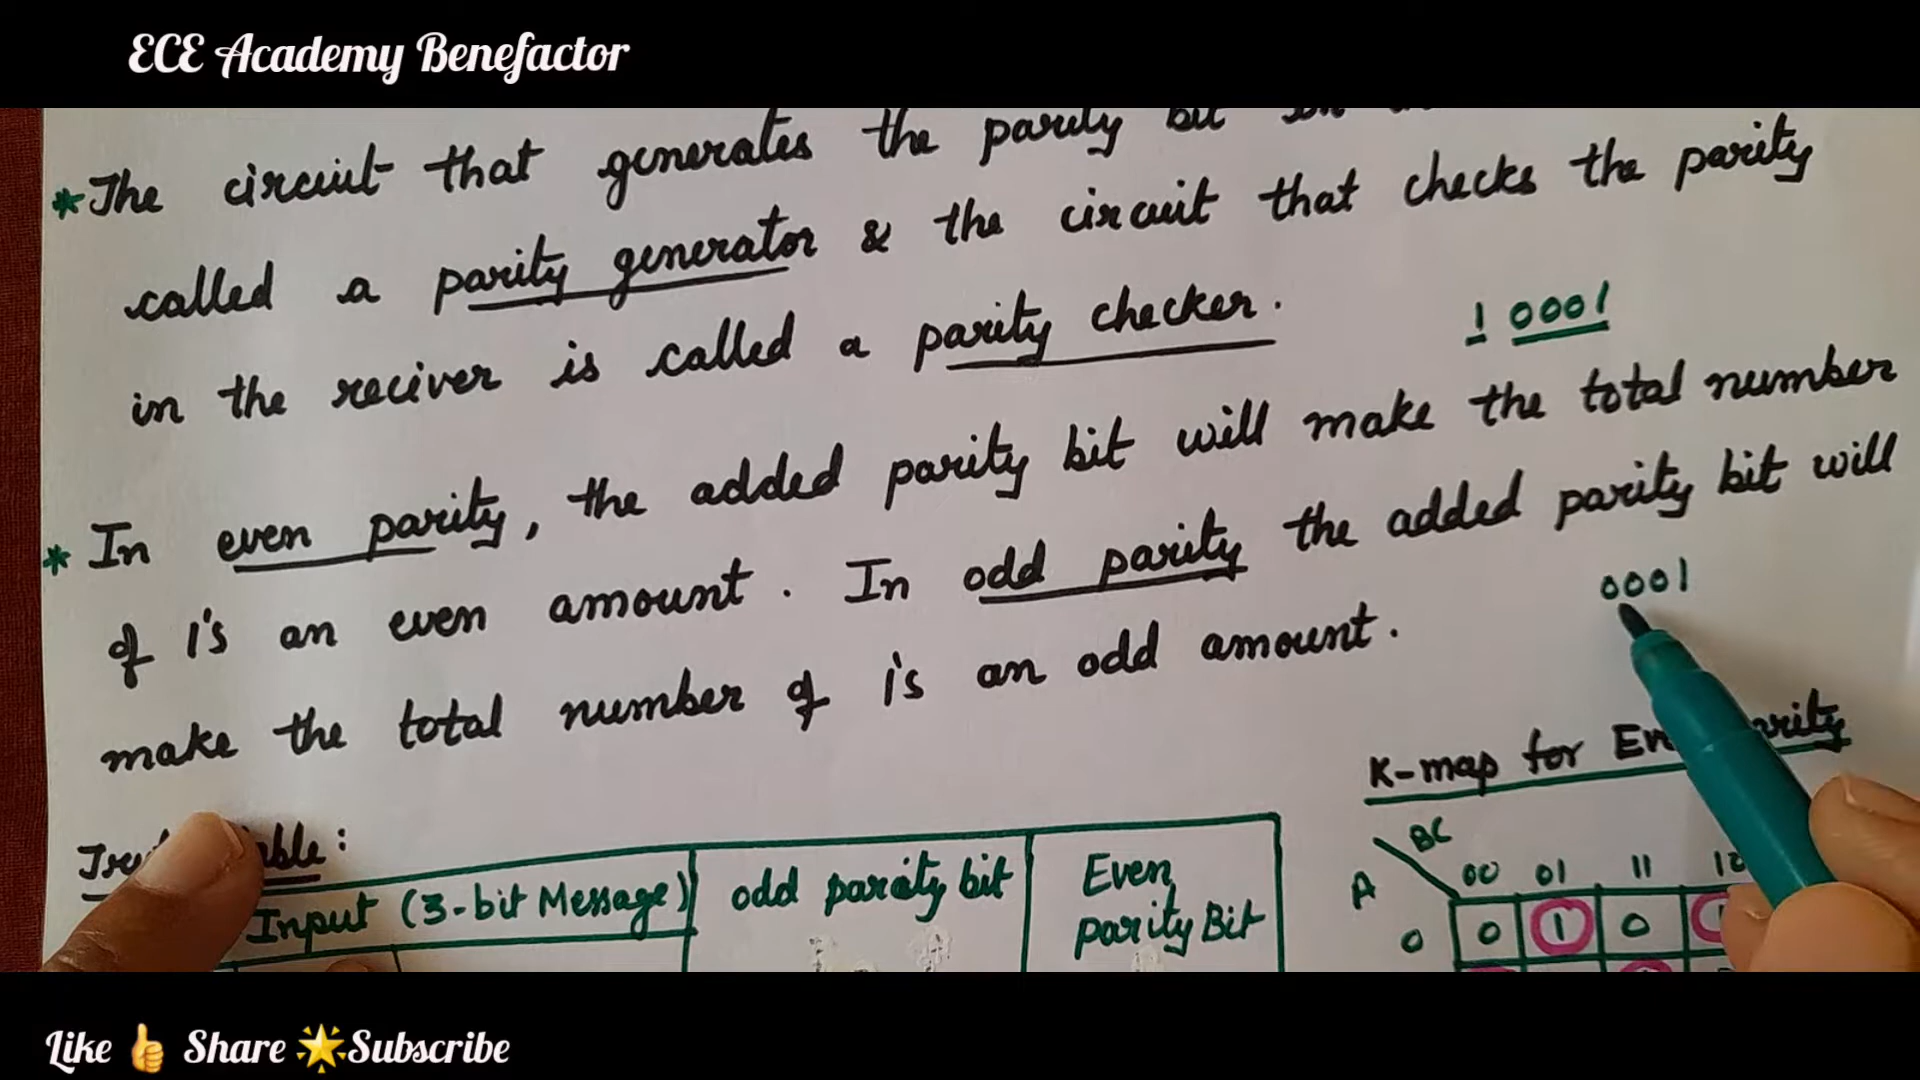 ECE Academy Benefactor
* The circuit that generates the parity bit
called a parity generator & the circuit that checks the parity
in the reciver is called a parity checker.
1 0001
* In even parity, the added parity bit will make the total number
of 1's an even amount. In odd parity the added parity bit will
0001
make the total number of 1's an odd amount.
K-map for
Input (3-bit Message)
odd parity bit
Even
parity Bit
BC
A
00 01 11 10
0 0 1 0
Like 👍 Share 🌟Subscribe